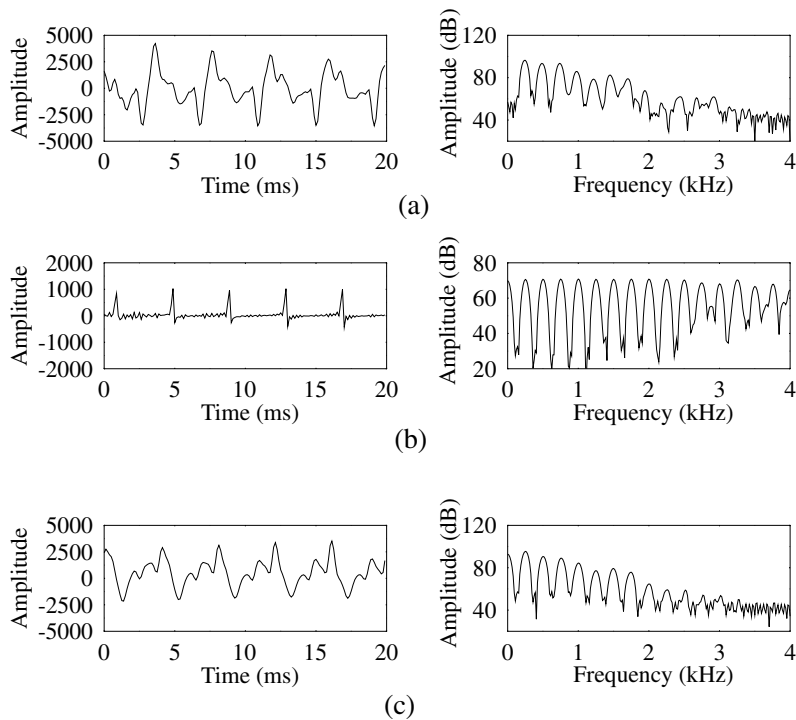 Amplitude
5000
2500
0
-2500
-5000
0 5 10 15 20
Time (ms)
Amplitude (dB)
120
80
40
0 1 2 3 4
Frequency (kHz)
(a)
Amplitude
2000
1000
0
-1000
-2000
0 5 10 15 20
Time (ms)
Amplitude (dB)
80
60
40
20
0 1 2 3 4
Frequency (kHz)
(b)
Amplitude
5000
2500
0
-2500
-5000
0 5 10 15 20
Time (ms)
Amplitude (dB)
120
80
40
0 1 2 3 4
Frequency (kHz)
(c)